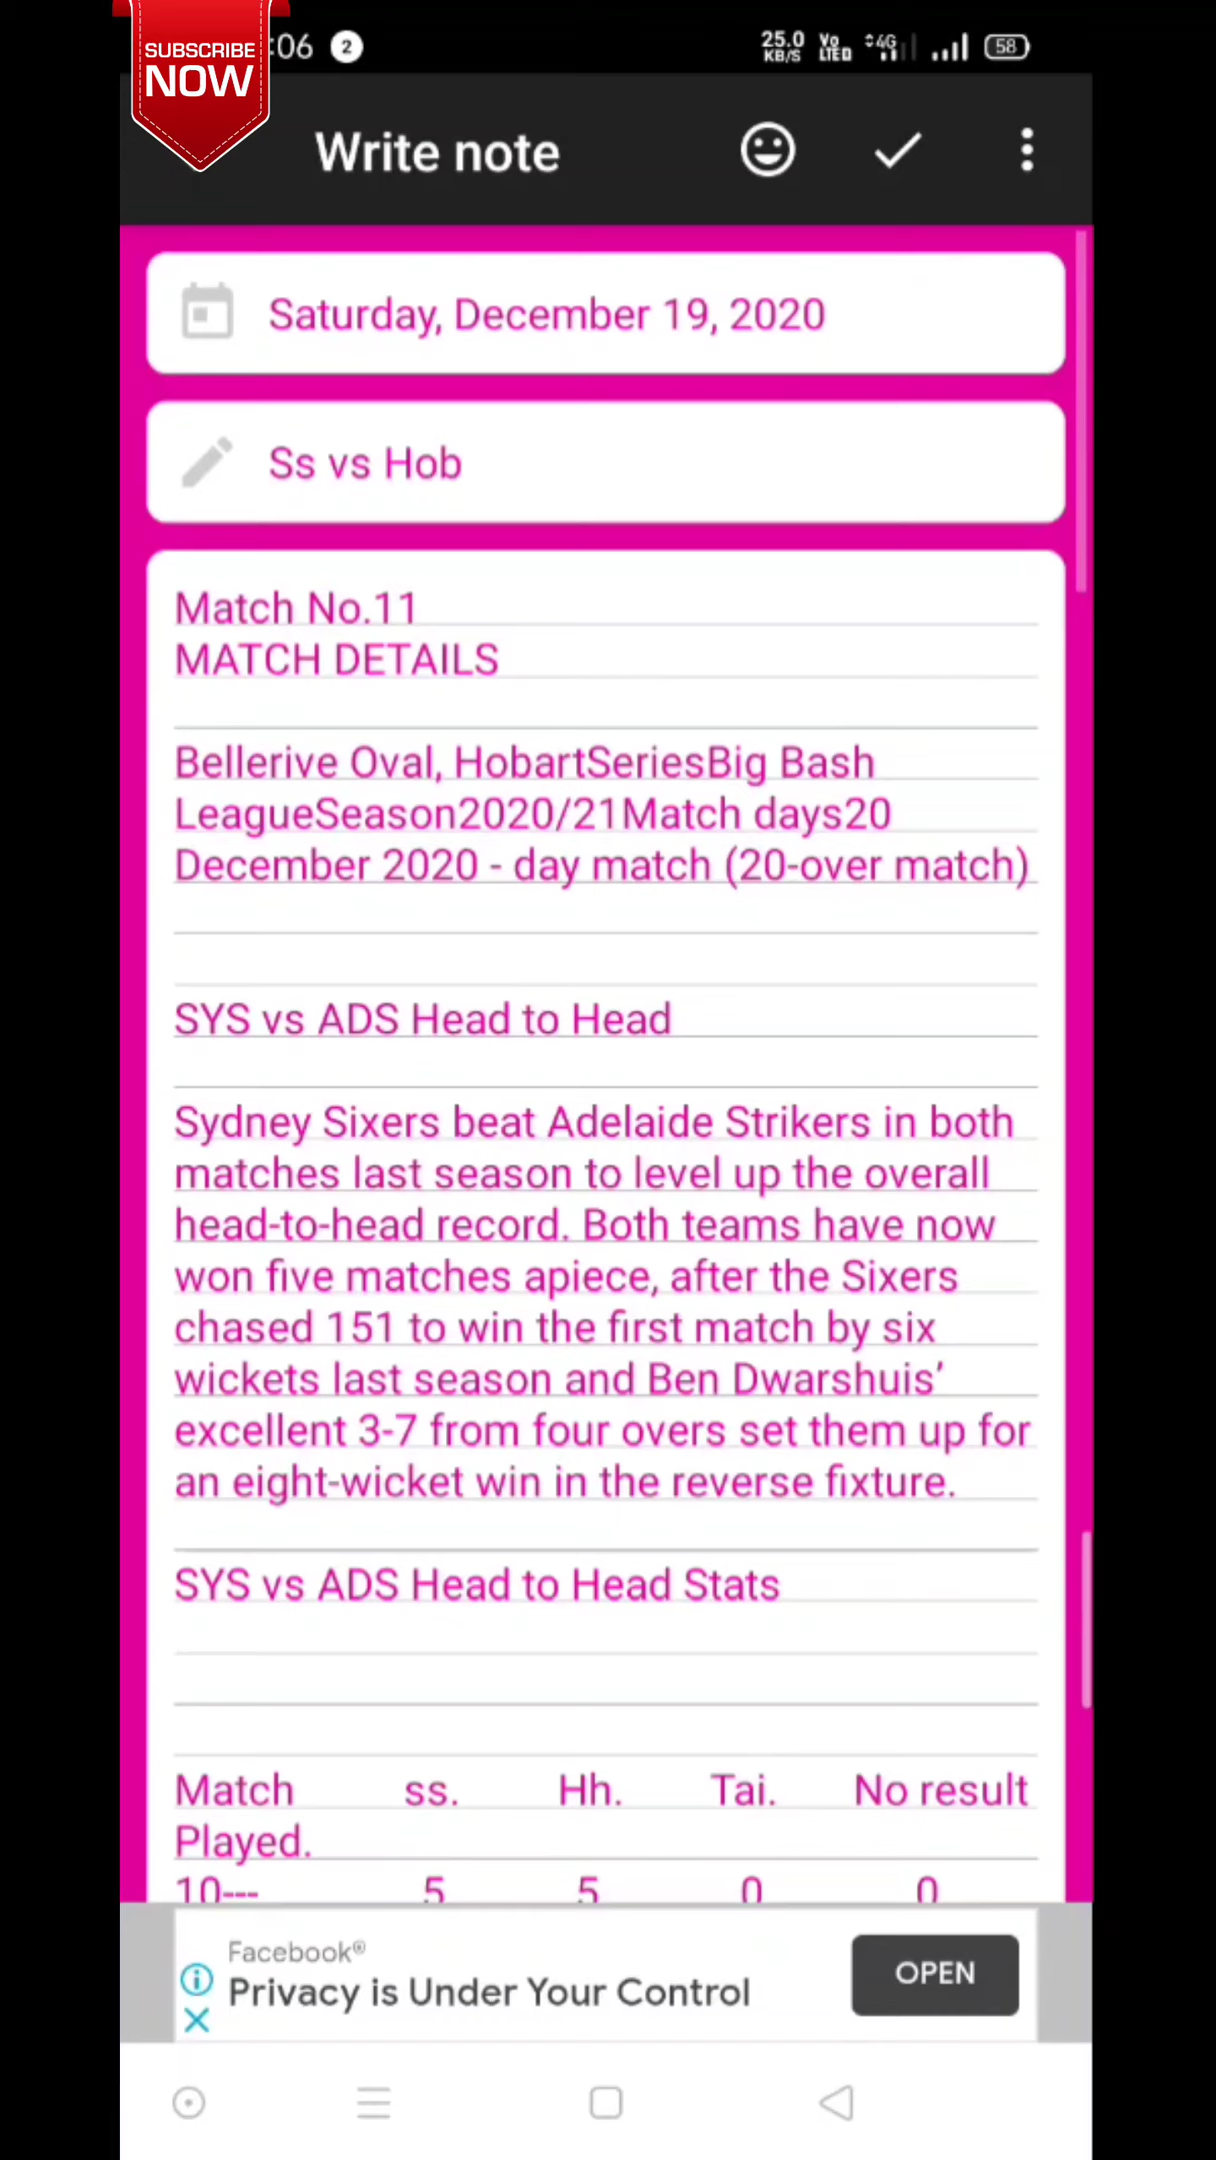 SUBSCRIBE
NOW
:06 2
25.0 KB/S Vo LTED 4G 58
Write note
Saturday, December 19, 2020
Ss vs Hob
Match No.11
MATCH DETAILS
Bellerive Oval, HobartSeriesBig Bash
LeagueSeason2020/21Match days20
December 2020 - day match (20-over match)
SYS vs ADS Head to Head
Sydney Sixers beat Adelaide Strikers in both
matches last season to level up the overall
head-to-head record. Both teams have now
won five matches apiece, after the Sixers
chased 151 to win the first match by six
wickets last season and Ben Dwarshuis’
excellent 3-7 from four overs set them up for
an eight-wicket win in the reverse fixture.
SYS vs ADS Head to Head Stats
Match ss. Hh. Tai. No result
Played.
10--- 5 5 0 0
Facebook®
Privacy is Under Your Control
OPEN